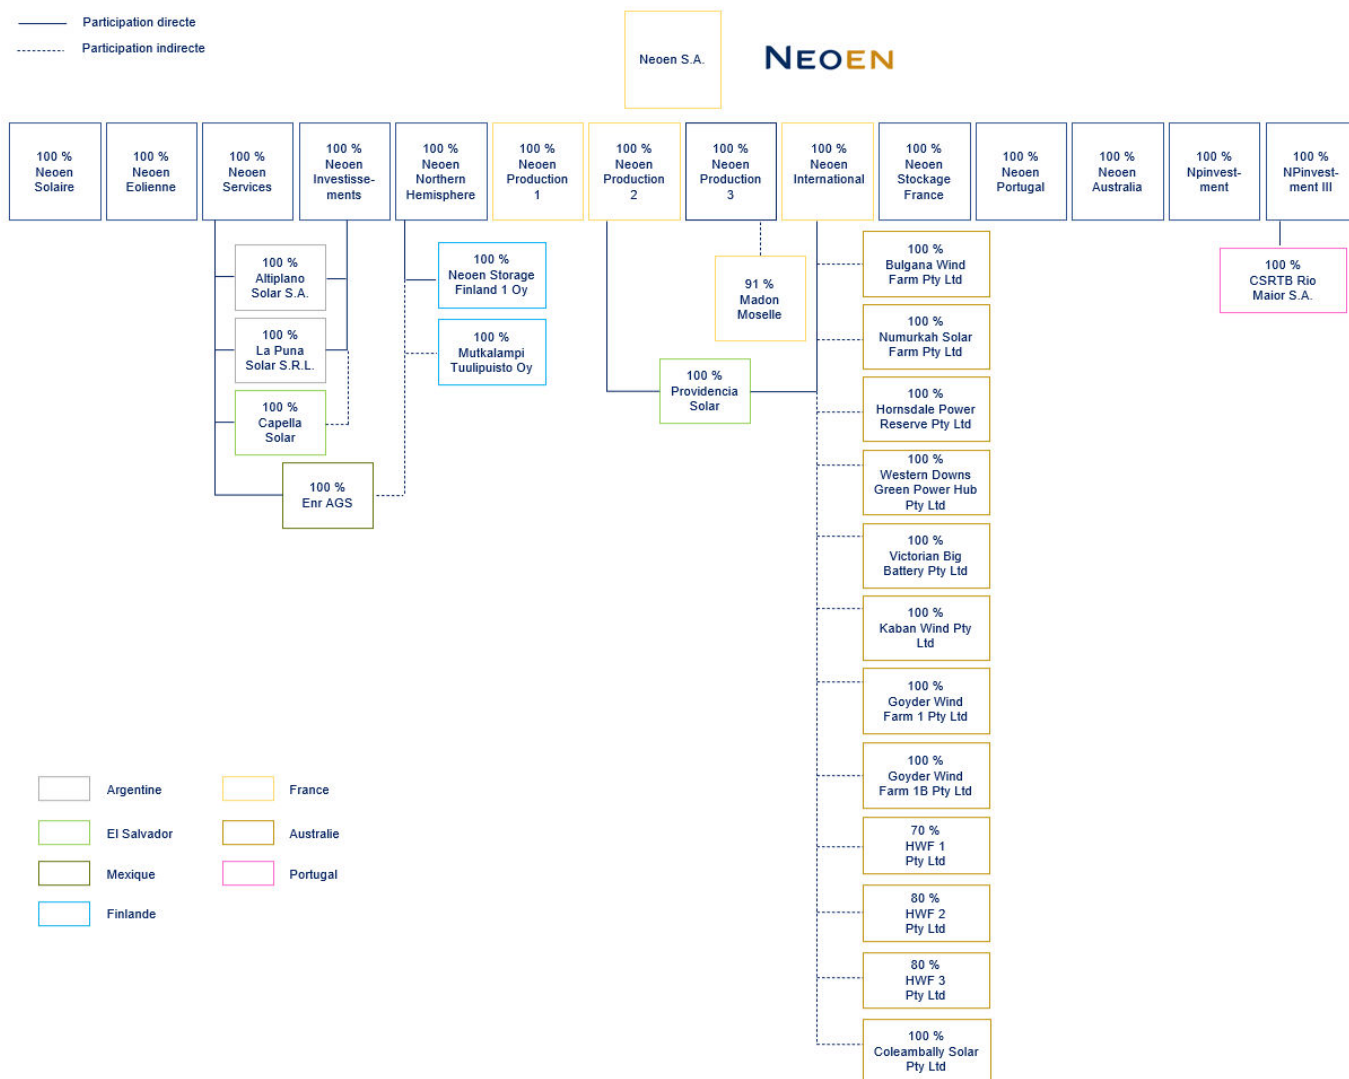 Participation directe
Participation indirecte
Neoen S.A.
NEOEN
100 %
Neoen
Solaire
100 %
Neoen
Eolienne
100 %
Neoen
Services
100 %
Neoen
Investisse-
ments
100 %
Neoen
Northern
Hemisphere
100 %
Neoen
Production
1
100 %
Neoen
Production
2
100 %
Neoen
Production
3
100 %
Neoen
International
100 %
Neoen
Stockage
France
100 %
Neoen
Portugal
100 %
Neoen
Australia
100 %
Npinvest-
ment
100 %
NPinvest-
ment III
100 %
Altiplano
Solar S.A.
100 %
La Puna
Solar S.R.L.
100 %
Capella
Solar
100 %
Enr AGS
100 %
Neoen Storage
Finland 1 Oy
100 %
Mutkalampi
Tuulipuisto Oy
91 %
Madon
Moselle
100 %
Providencia
Solar
100 %
Bulgana Wind
Farm Pty Ltd
100 %
Numurkah Solar
Farm Pty Ltd
100 %
Hornsdale Power
Reserve Pty Ltd
100 %
Western Downs
Green Power Hub
Pty Ltd
100 %
Victorian Big
Battery Pty Ltd
100 %
Kaban Wind Pty
Ltd
100 %
Goyder Wind
Farm 1 Pty Ltd
100 %
Goyder Wind
Farm 1B Pty Ltd
70 %
HWF 1
Pty Ltd
80 %
HWF 2
Pty Ltd
80 %
HWF 3
Pty Ltd
100 %
Coleambally Solar
Pty Ltd
100 %
CSRTB Rio
Maior S.A.
Argentine
El Salvador
Mexique
Finlande
France
Australie
Portugal